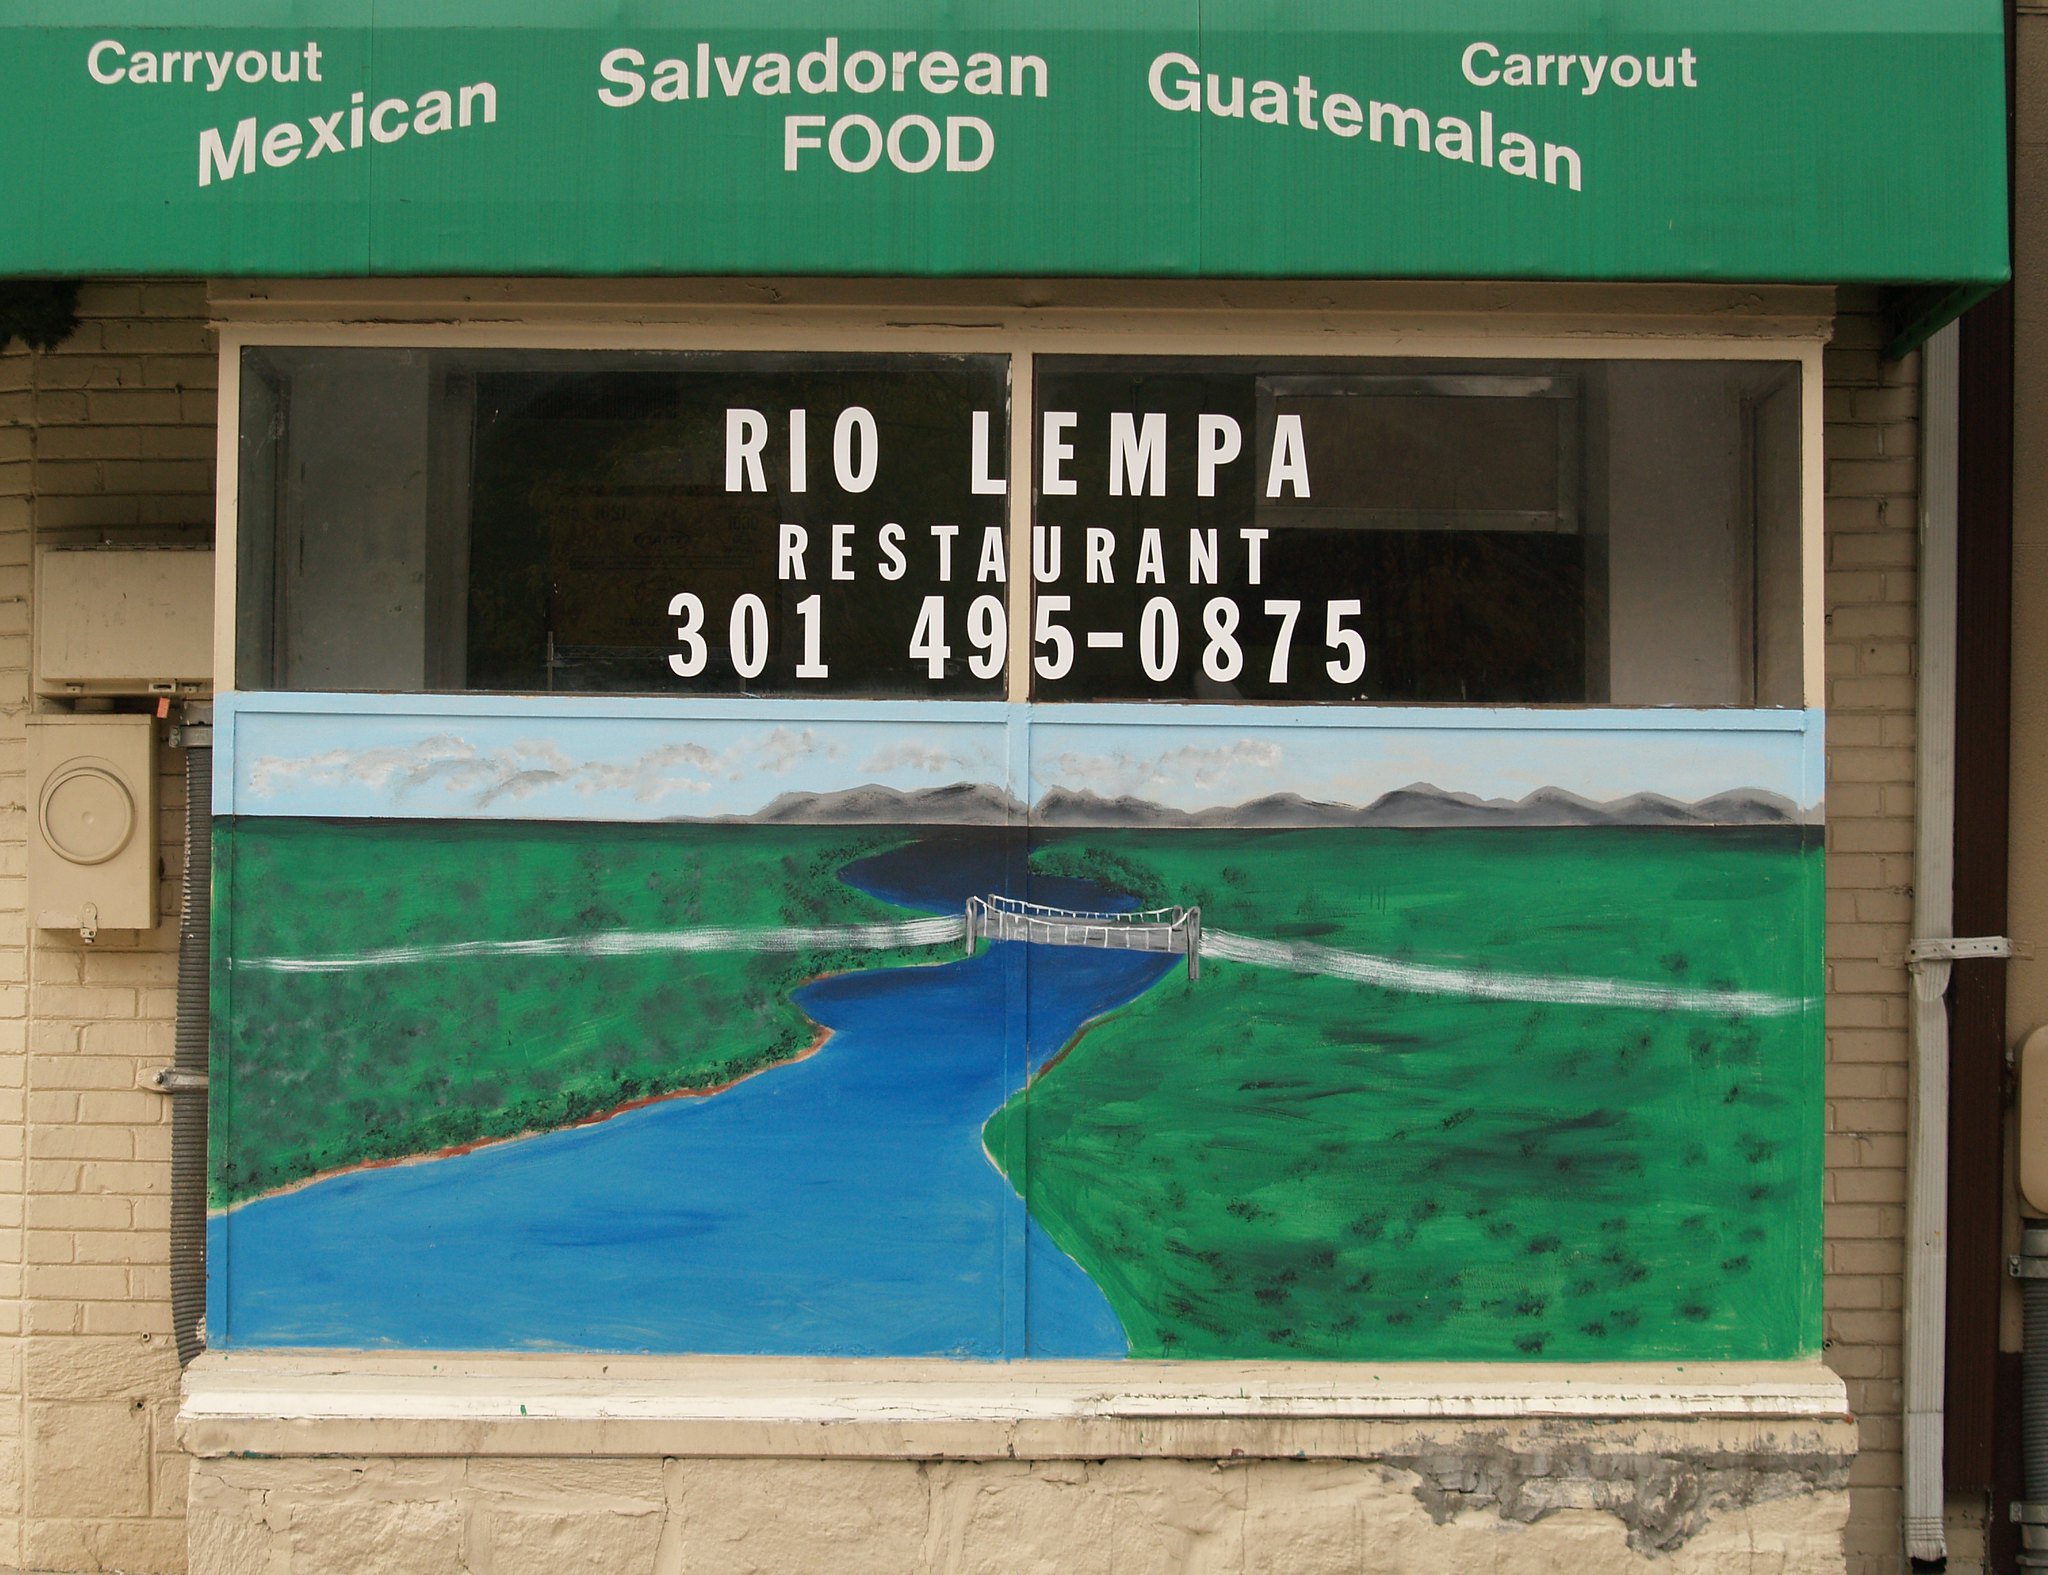 Carryout Mexican
Salvadorean
FOOD
Guatemalan Carryout
RIO LEMPA
RESTAURANT
301 495-0875